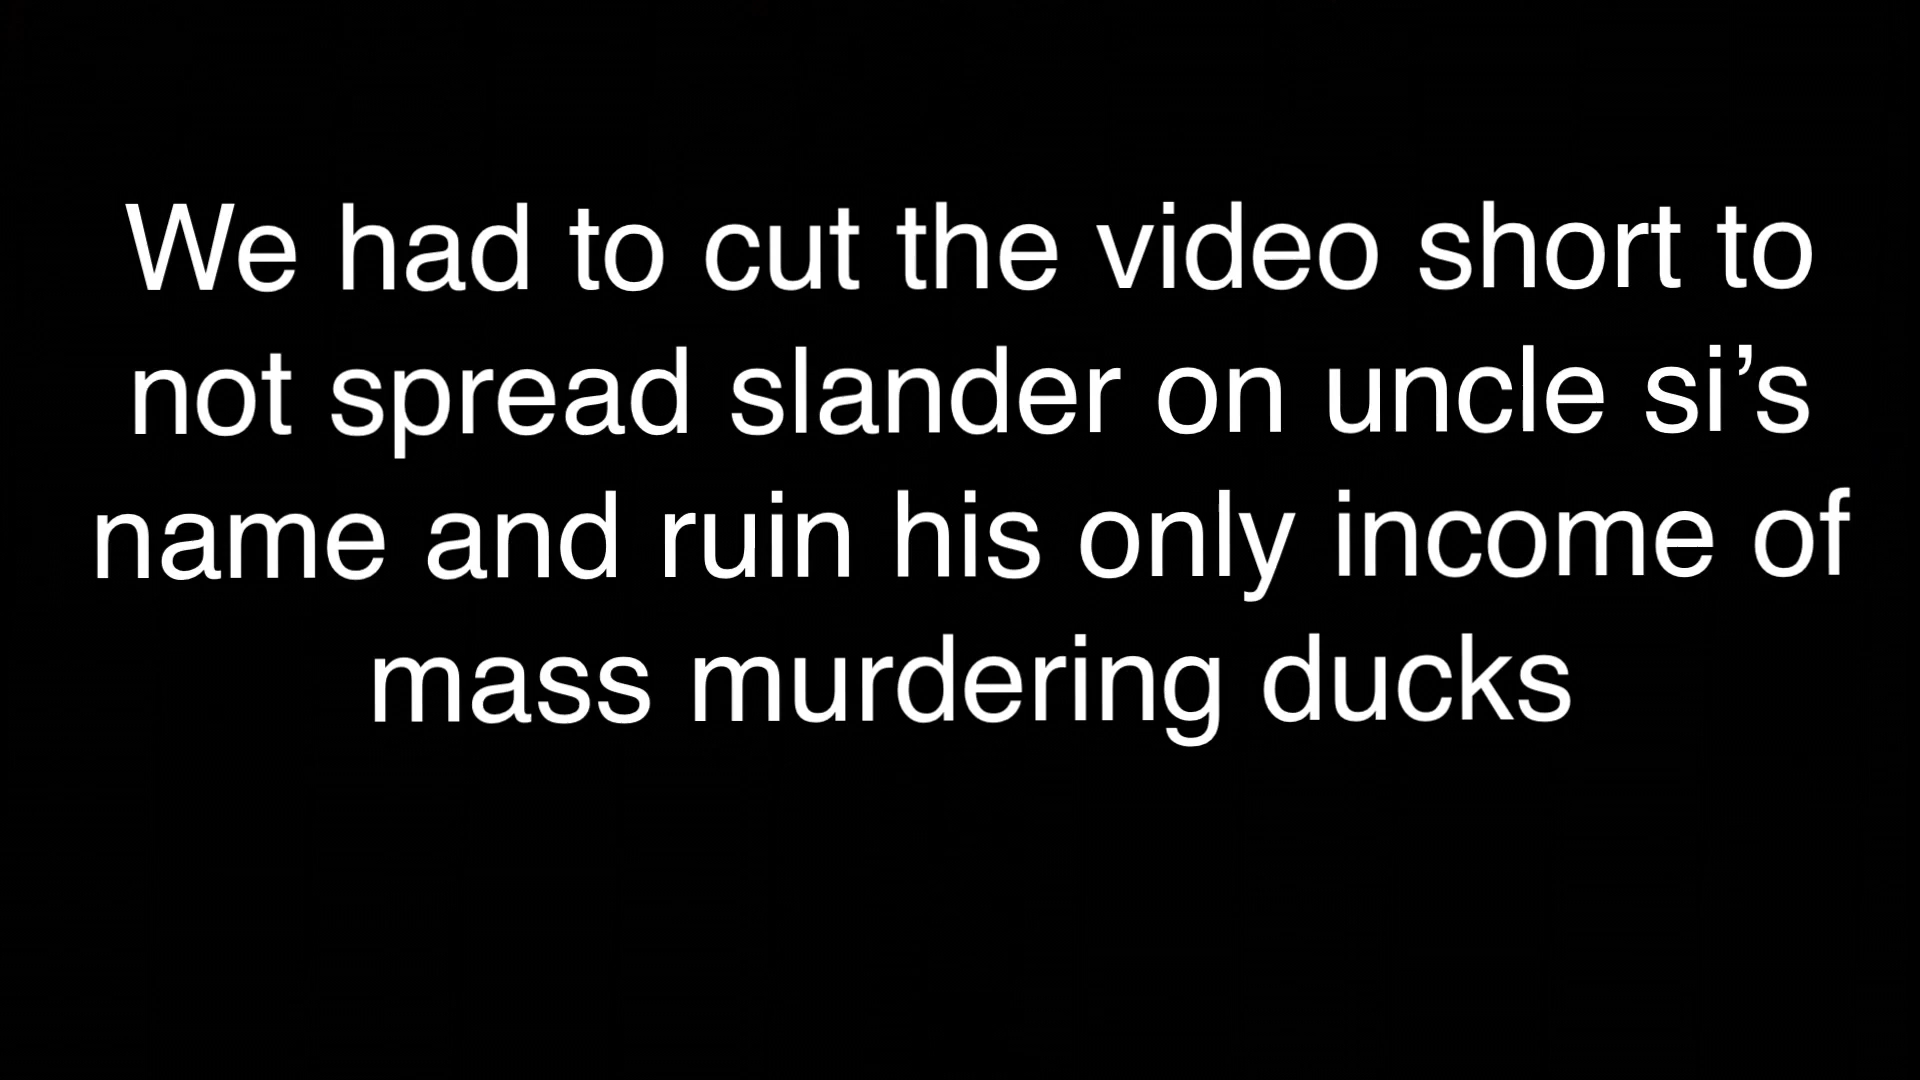 We had to cut the video short to
not spread slander on uncle si’s
name and ruin his only income of
mass murdering ducks